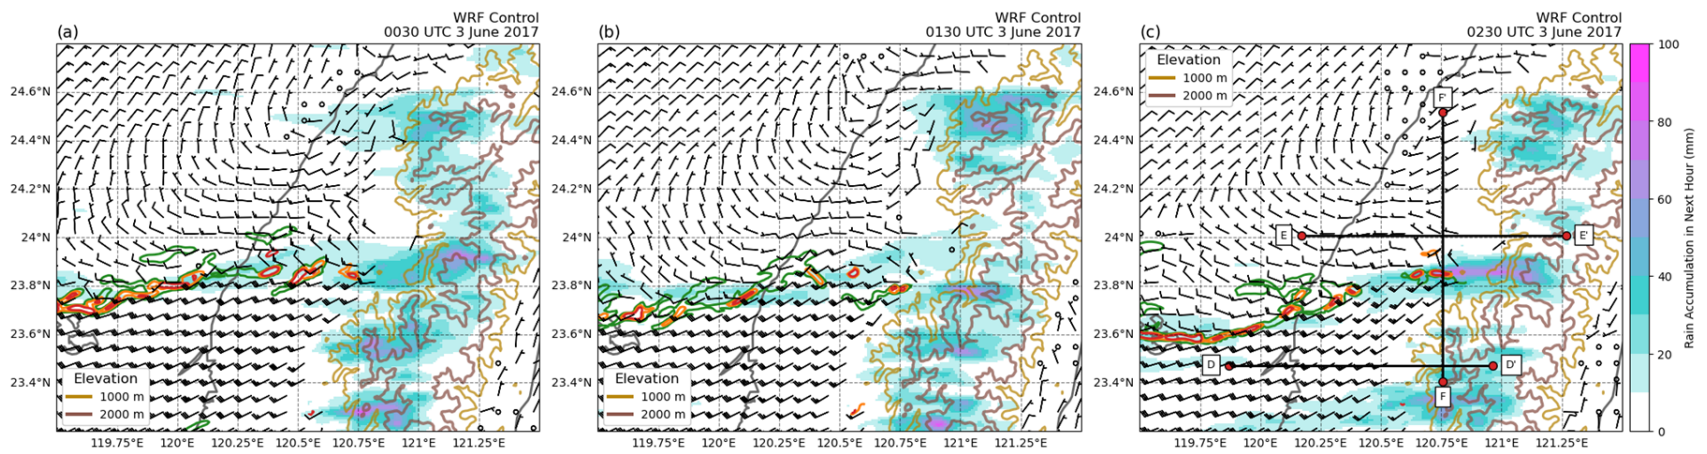 (a)
WRF Control
0030 UTC 3 June 2017
24.6°N
24.4°N
24.2°N
24°N
23.8°N
23.6°N
23.4°N
Elevation
1000 m
2000 m
119.75°E
120.0°E
120.25°E
120.5°E
120.75°E
121°E
121.25°E
(b)
WRF Control
0130 UTC 3 June 2017
24.6°N
24.4°N
24.2°N
24°N
23.8°N
23.6°N
23.4°N
Elevation
1000 m
2000 m
119.75°E
120.0°E
120.25°E
120.5°E
120.75°E
121.0°E
121.25°E
(c)
WRF Control
0230 UTC 3 June 2017
Elevation
1000 m
2000 m
24.6°N
24.4°N
24.2°N
24°N
23.8°N
23.6°N
23.4°N
F'
E
E'
D
D'
F
119.75°E
120.0°E
120.25°E
120.5°E
120.75°E
121.0°E
121.25°E
100
80
60
40
20
0
Rain Accumulation in Next Hour (mm)